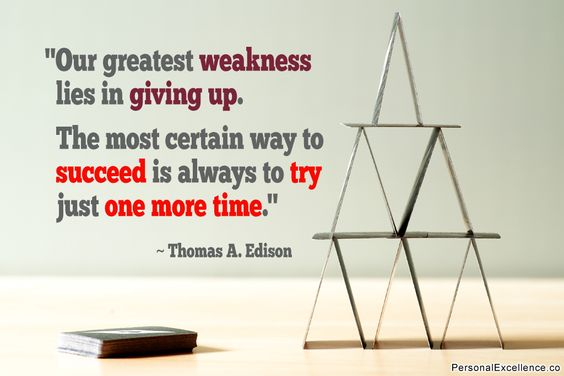 "Our greatest weakness
lies in giving up.
The most certain way to
succeed is always to try
just one more time."
~ Thomas A. Edison
PersonalExcellence.co